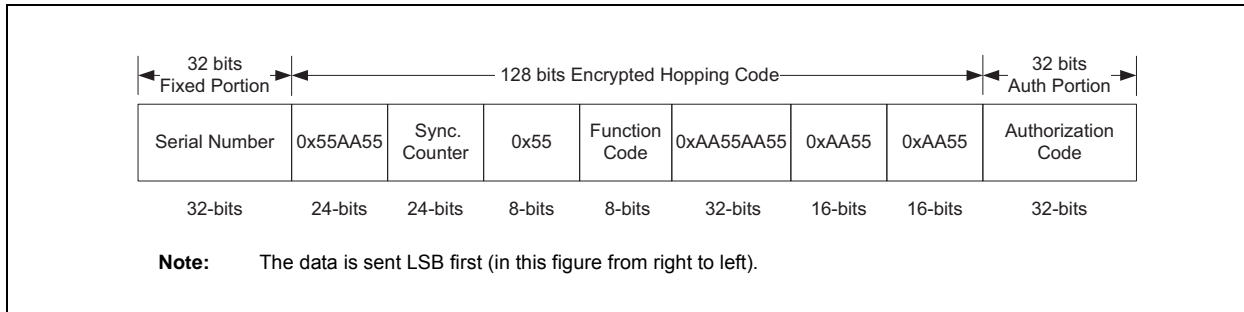 32 bits
Fixed Portion
128 bits Encrypted Hopping Code
32 bits
Auth Portion
Serial Number
0x55AA55
Sync.
Counter
0x55
Function
Code
0xAA55AA55
0xAA55
0xAA55
Authorization
Code
32-bits
24-bits
24-bits
8-bits
8-bits
32-bits
16-bits
16-bits
32-bits
Note: The data is sent LSB first (in this figure from right to left).